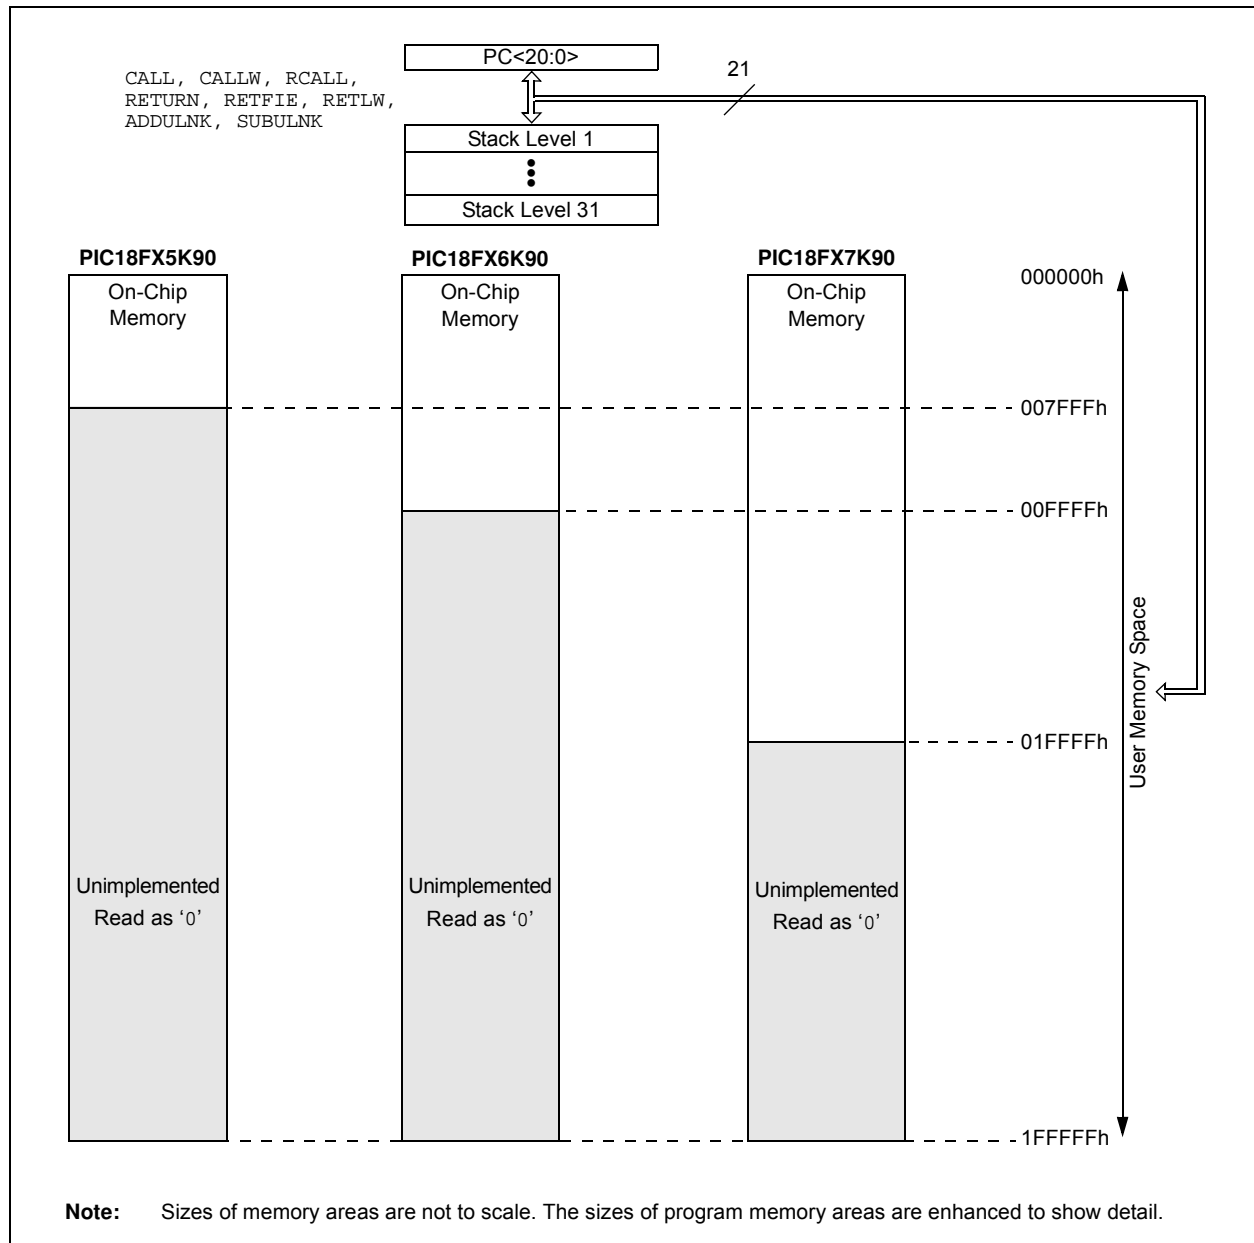 PC<20:0>
21
CALL, CALLW, RCALL,
RETURN, RETFIE, RETLW,
ADDULNK, SUBULNK
Stack Level 1
Stack Level 31
PIC18FX5K90
PIC18FX6K90
PIC18FX7K90
On-Chip
Memory
On-Chip
Memory
On-Chip
Memory
000000h
007FFFh
00FFFFh
01FFFFh
User Memory Space
Unimplemented
Read as ‘0’
Unimplemented
Read as ‘0’
Unimplemented
Read as ‘0’
1FFFFFh
Note: Sizes of memory areas are not to scale. The sizes of program memory areas are enhanced to show detail.